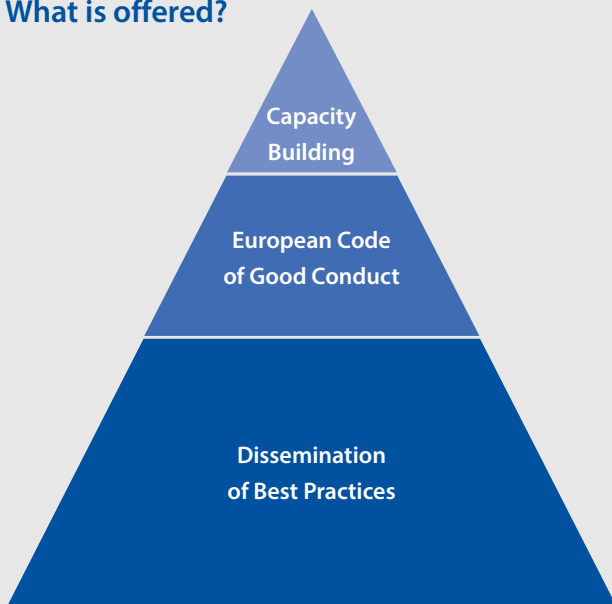 What is offered?
Capacity
Building
European Code
of Good Conduct
Dissemination
of Best Practices